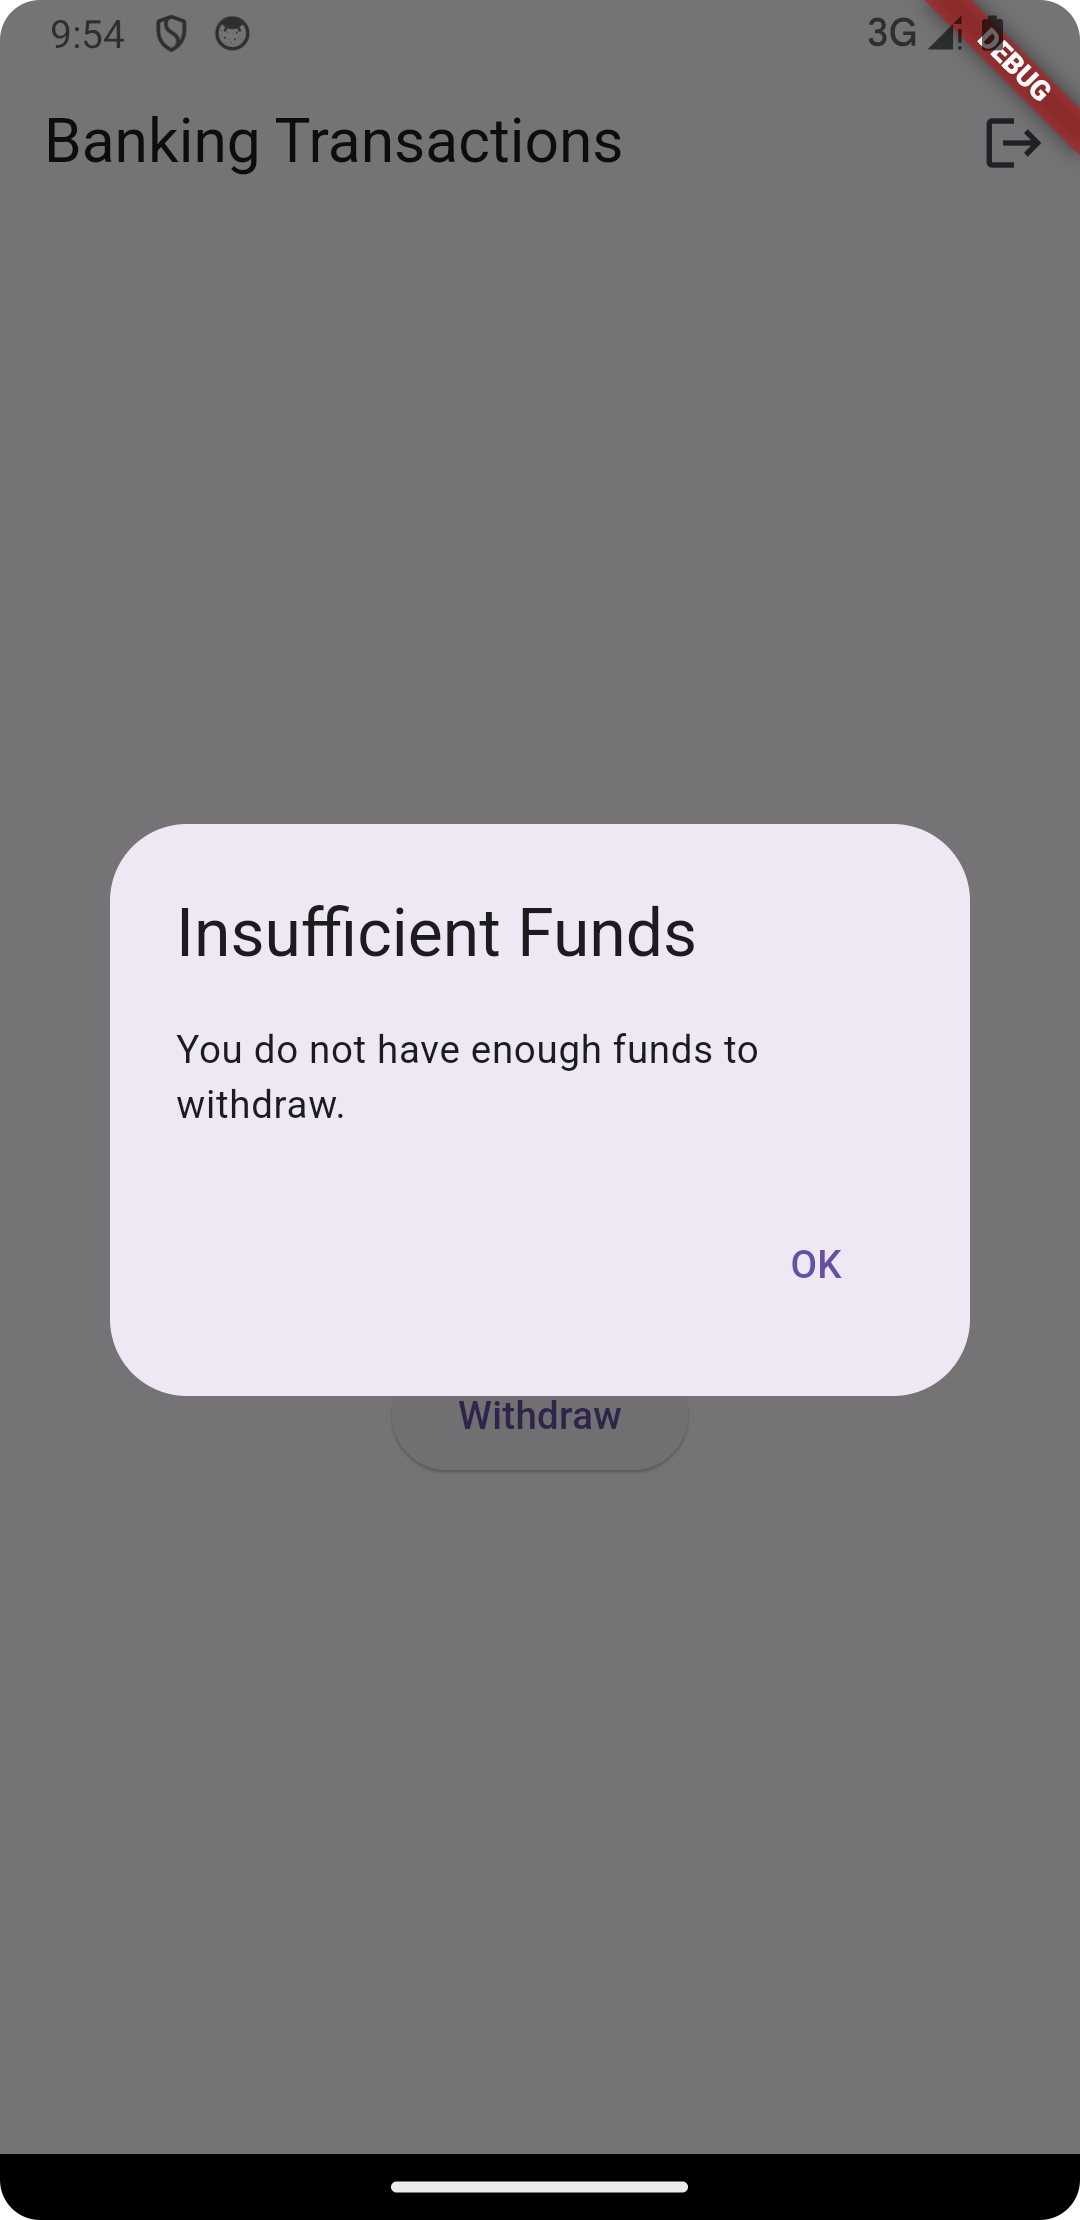 9:54
3G
DEBUG
Banking Transactions
Insufficient Funds
You do not have enough funds to
withdraw.
OK
Withdraw